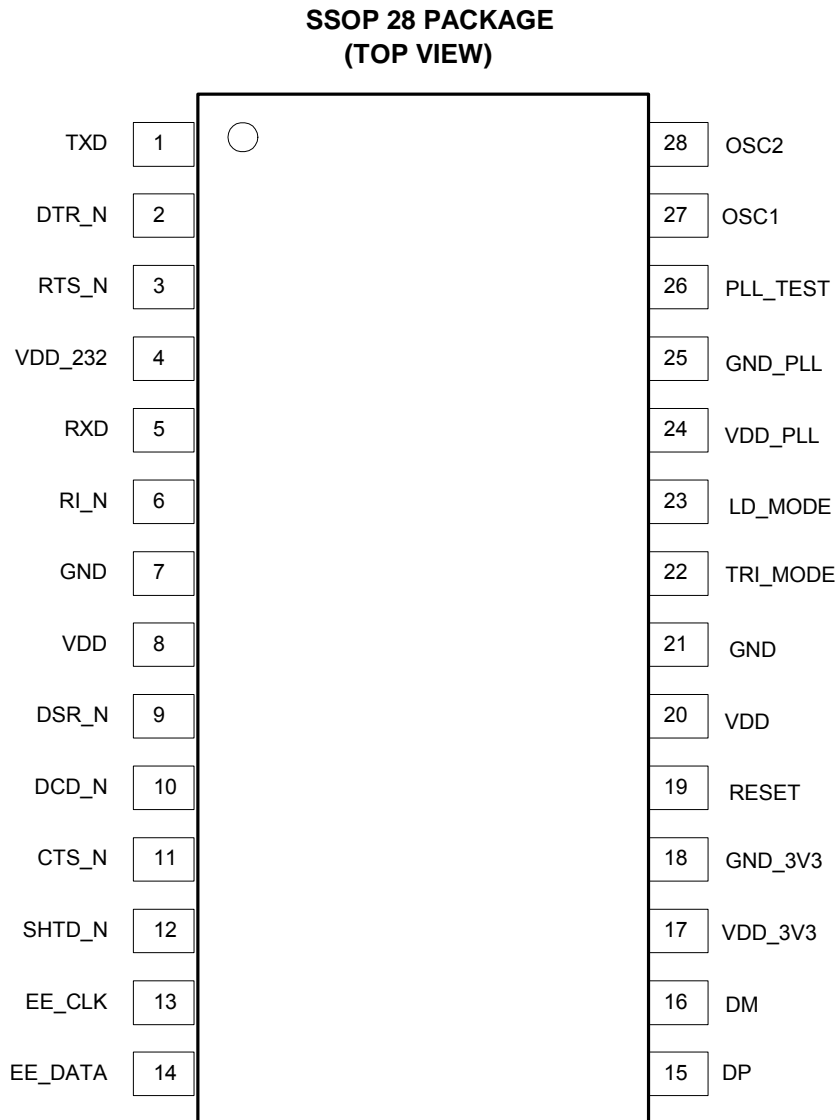 SSOP 28 PACKAGE
(TOP VIEW)
TXD 1 28 OSC2
DTR_N 2 27 OSC1
RTS_N 3 26 PLL_TEST
VDD_232 4 25 GND_PLL
RXD 5 24 VDD_PLL
RI_N 6 23 LD_MODE
GND 7 22 TRI_MODE
VDD 8 21 GND
DSR_N 9 20 VDD
DCD_N 10 19 RESET
CTS_N 11 18 GND_3V3
SHTD_N 12 17 VDD_3V3
EE_CLK 13 16 DM
EE_DATA 14 15 DP